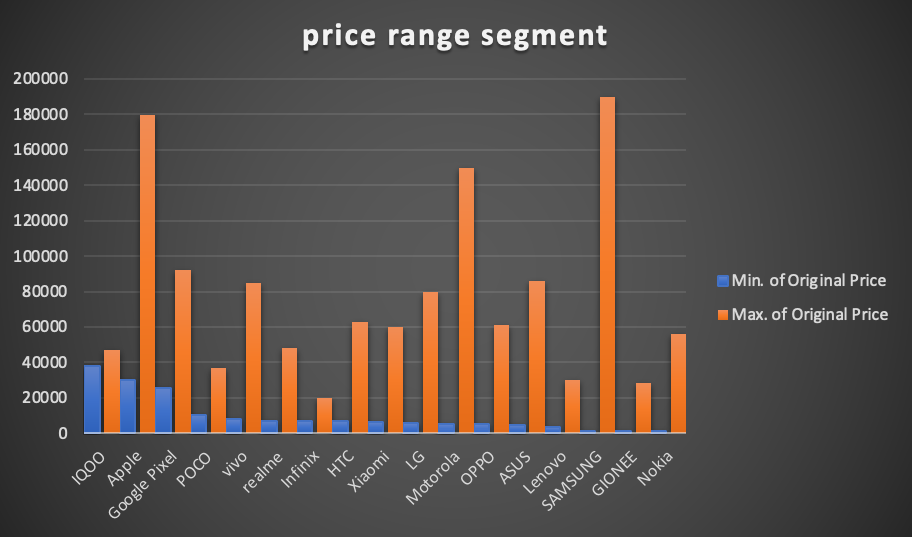 price range segment
200000
180000
160000
140000
120000
100000
80000
60000
40000
20000
0
IQOO
Apple
Google Pixel
POCO
vivo
realme
Infinix
HTC
Xiaomi
LG
Motorola
OPPO
ASUS
Lenovo
SAMSUNG
GIONEE
Nokia
Min. of Original Price
Max. of Original Price